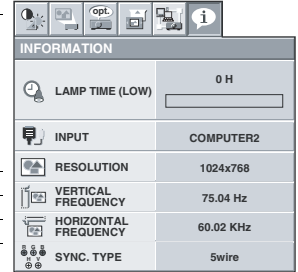 opt.
i
INFORMATION
LAMP TIME (LOW)
0 H
INPUT
COMPUTER2
RESOLUTION
1024x768
VERTICAL
FREQUENCY
75.04 Hz
HORIZONTAL
FREQUENCY
60.02 KHz
H V
SYNC. TYPE
5wire